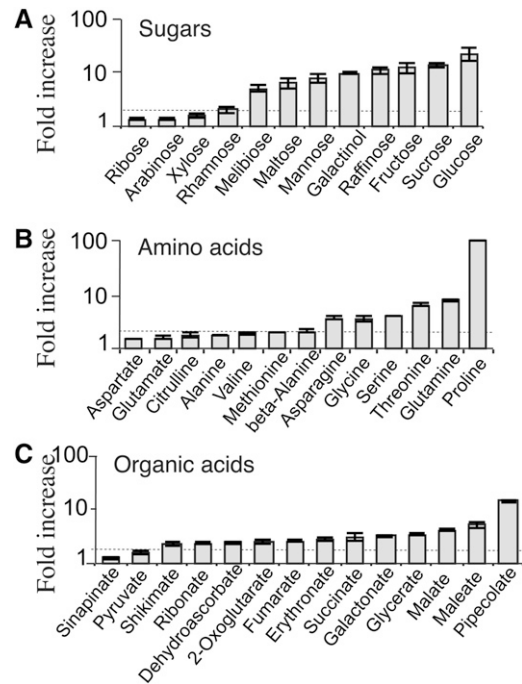 A
Sugars
Fold increase
100
10
1
Ribose
Arabinose
Xylose
Rhamnose
Melibiose
Maltose
Mannose
Galactinol
Raffinose
Fructose
Sucrose
Glucose
B
Amino acids
Fold increase
100
10
1
Aspartate
Glutamate
Citrulline
Alanine
Valine
Methionine
beta-Alanine
Asparagine
Glycine
Serine
Threonine
Glutamine
Proline
C
Organic acids
Fold increase
100
10
1
Sinapinate
Pyruvate
Shikimate
Ribonate
Dehydroascorbate
2-Oxoglutarate
Fumarate
Erythronate
Succinate
Galactonate
Glycerate
Malate
Maleate
Pipecolate